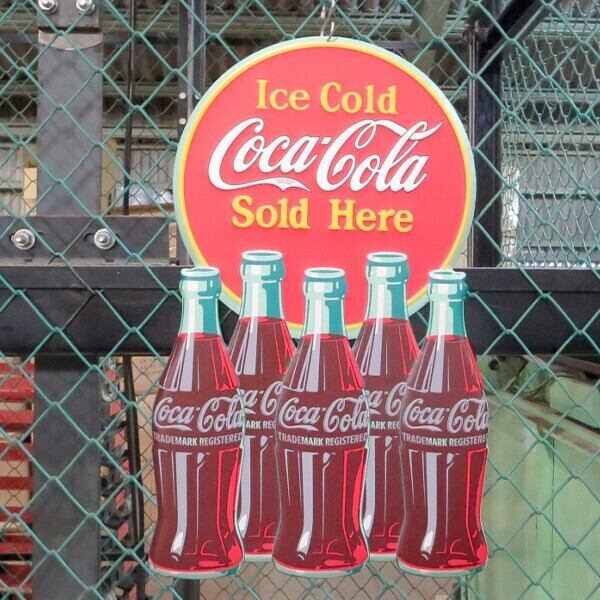 Ice Cold
Coca-Cola
Sold Here
Coca-Cola
TRADEMARK REGISTERED
Coca-Cola
TRADEMARK REGISTERED
Coca-Cola
TRADEMARK REGISTERED